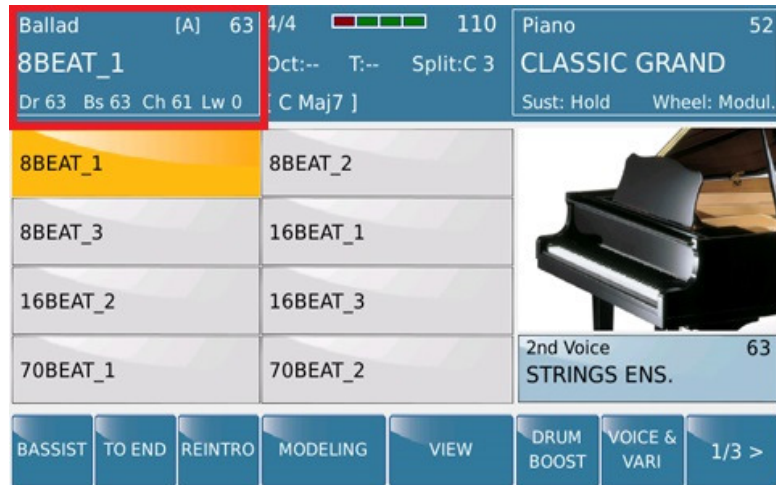 Ballad [A] 63
8BEAT_1
Dr 63 Bs 63 Ch 61 Lw 0
4/4 110
Oct:-- T:-- Split:C 3
[ C Maj7 ]
Piano 52
CLASSIC GRAND
Sust: Hold Wheel: Modul.
8BEAT_1
8BEAT_2
8BEAT_3
16BEAT_1
16BEAT_2
16BEAT_3
70BEAT_1
70BEAT_2
2nd Voice 63
STRINGS ENS.
BASSIST
TO END
REINTRO
MODELING
VIEW
DRUM
BOOST
VOICE &
VARI
1/3 >